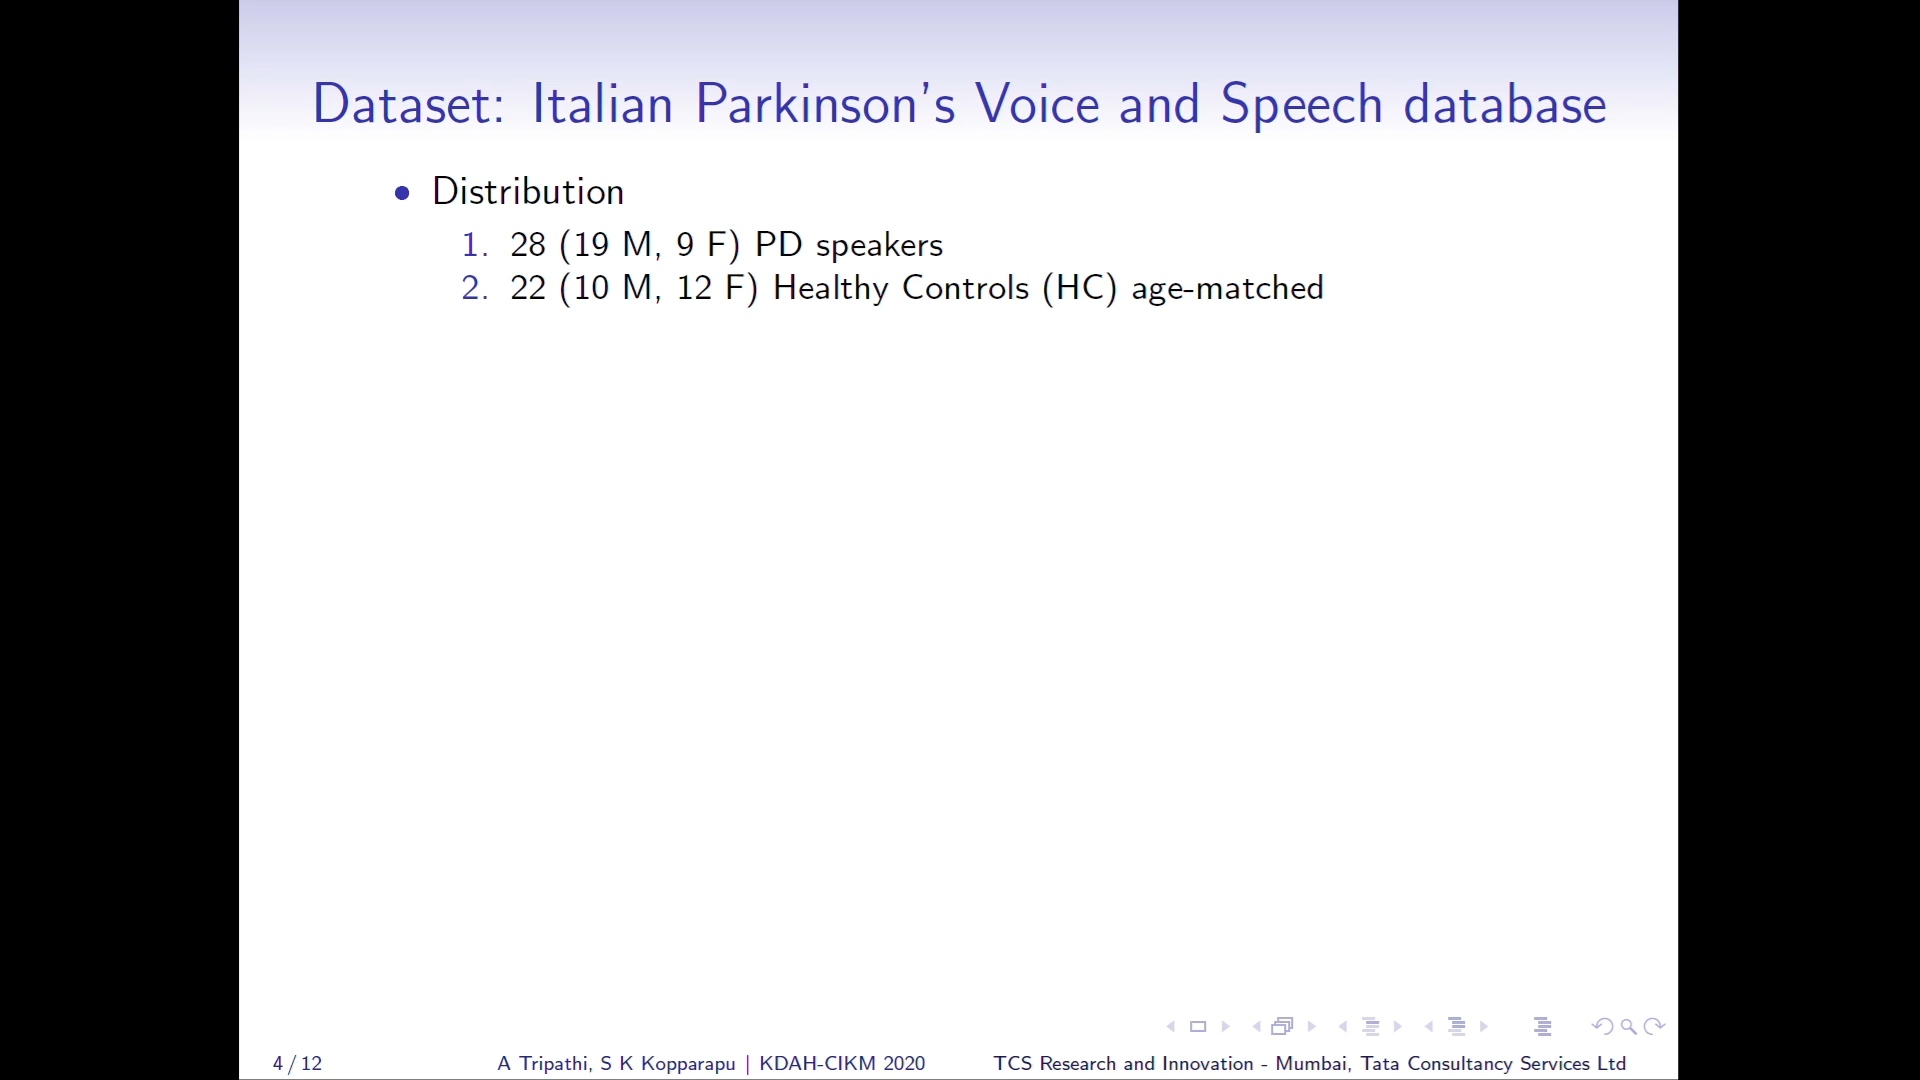 Dataset: Italian Parkinson's Voice and Speech database
• Distribution
1. 28 (19 M, 9 F) PD speakers
2. 22 (10 M, 12 F) Healthy Controls (HC) age-matched
4 / 12 A Tripathi, S K Kopparapu | KDAH-CIKM 2020 TCS Research and Innovation - Mumbai, Tata Consultancy Services Ltd